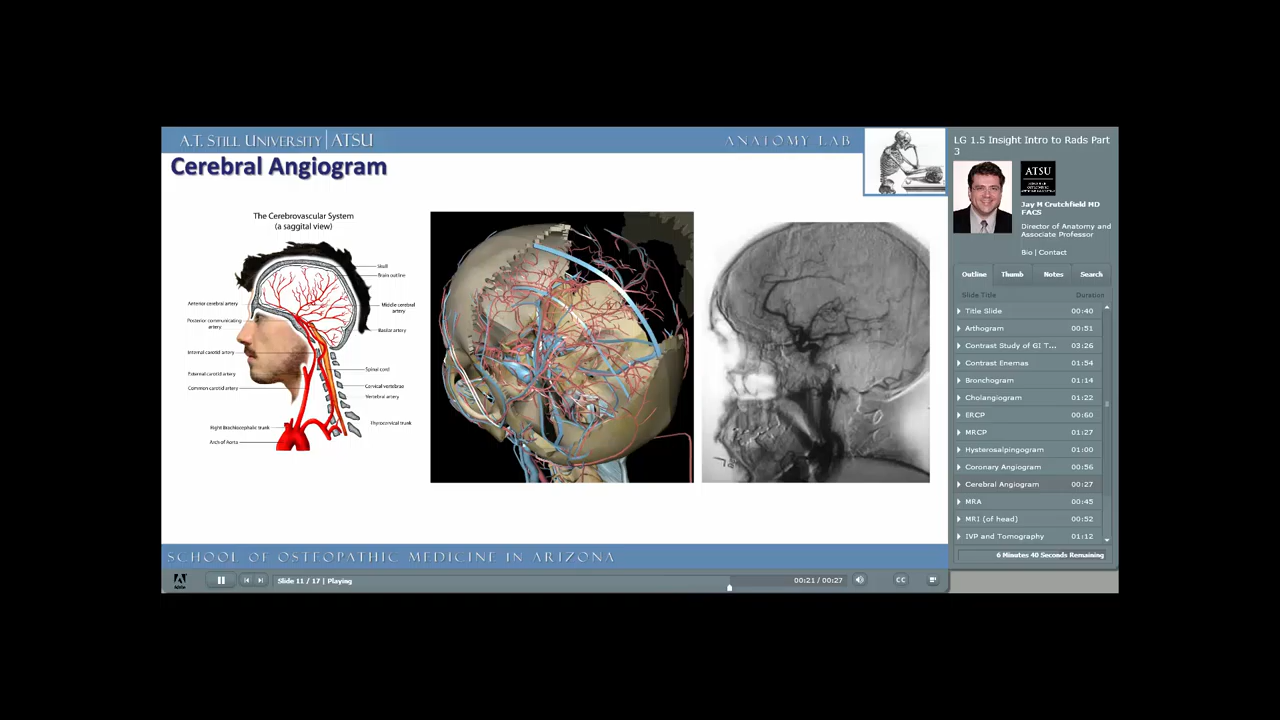 A.T. STILL UNIVERSITY | ATSU
ANATOMY LAB
Cerebral Angiogram
The Cerebrovascular System
(a saggital view)
Skull
Brain outline
Anterior cerebral artery
Middle cerebral
artery
Posterior communicating
artery
Basilar artery
Internal carotid artery
Spinal cord
External carotid artery
Cervical vertebrae
Common carotid artery
Vertebral artery
Thyrocervical trunk
Right Brachiocephalic trunk
Arch of Aorta
SCHOOL OF OSTEOPATHIC MEDICINE IN ARIZONA
Adobe
Slide 11 / 17 | Playing
00:21 / 00:27
CC
LG 1.5 Insight Intro to Rads Part
3
ATSU
Jay M Crutchfield MD
FACS
Director of Anatomy and
Associate Professor
Bio | Contact
Outline Thumb Notes Search
Slide Title Duration
Title Slide 00:40
Arthogram 00:51
Contrast Study of GI T... 03:26
Contrast Enemas 01:54
Bronchogram 01:14
Cholangiogram 01:22
ERCP 00:60
MRCP 01:27
Hysterosalpingogram 01:00
Coronary Angiogram 00:56
Cerebral Angiogram 00:27
MRA 00:45
MRI (of head) 00:52
IVP and Tomography 01:12
6 Minutes 40 Seconds Remaining